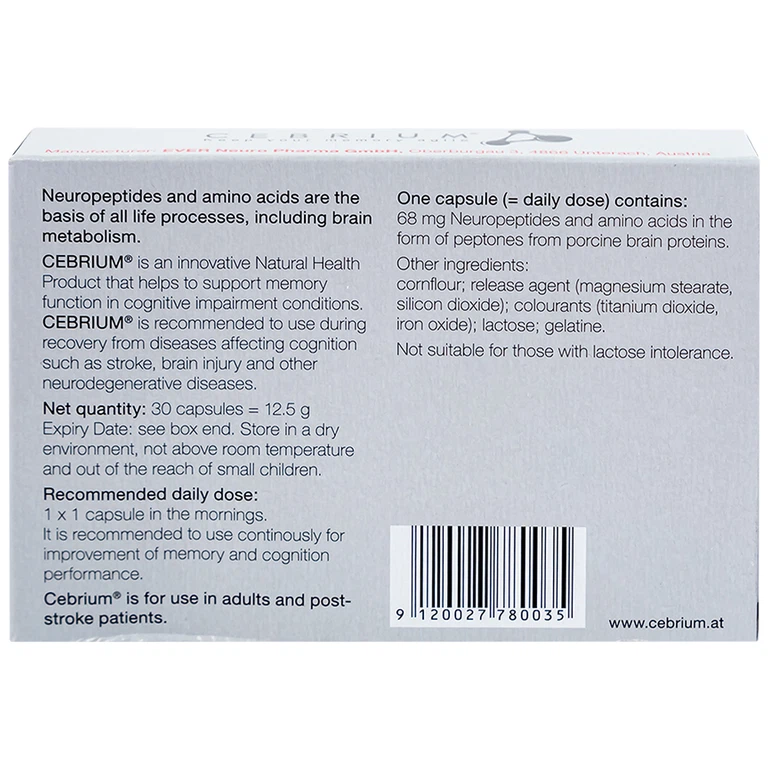 CEBRIUM®
keep your memory agile
Manufacturer: EVER Neuro Pharma GmbH, Oberburgau 3, 4866 Unterach, Austria
Neuropeptides and amino acids are the
basis of all life processes, including brain
metabolism.
CEBRIUM® is an innovative Natural Health
Product that helps to support memory
function in cognitive impairment conditions.
CEBRIUM® is recommended to use during
recovery from diseases affecting cognition
such as stroke, brain injury and other
neurodegenerative diseases.
Net quantity: 30 capsules = 12.5 g
Expiry Date: see box end. Store in a dry
environment, not above room temperature
and out of the reach of small children.
Recommended daily dose:
1 x 1 capsule in the mornings.
It is recommended to use continously for
improvement of memory and cognition
performance.
Cebrium® is for use in adults and post-
stroke patients.
One capsule (= daily dose) contains:
68 mg Neuropeptides and amino acids in the
form of peptones from porcine brain proteins.
Other ingredients:
cornflour; release agent (magnesium stearate,
silicon dioxide); colourants (titanium dioxide,
iron oxide); lactose; gelatine.
Not suitable for those with lactose intolerance.
9 120027 780035
www.cebrium.at